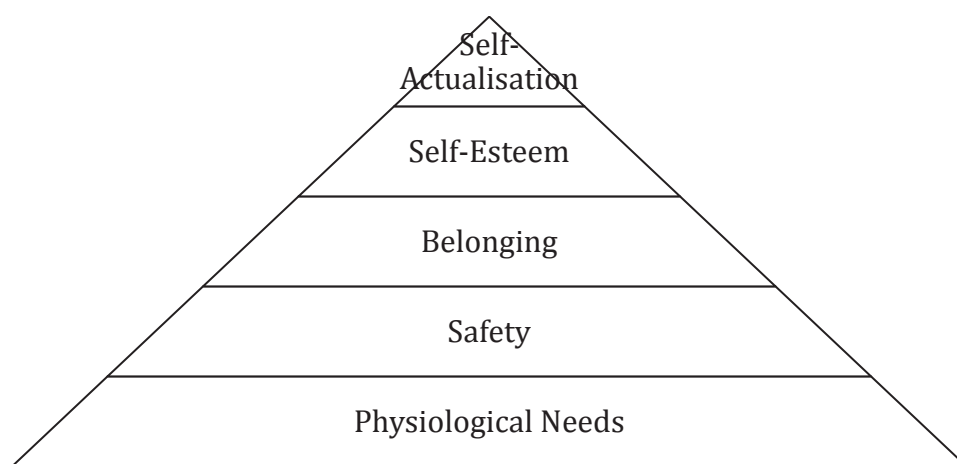 Self-
Actualisation
Self-Esteem
Belonging
Safety
Physiological Needs